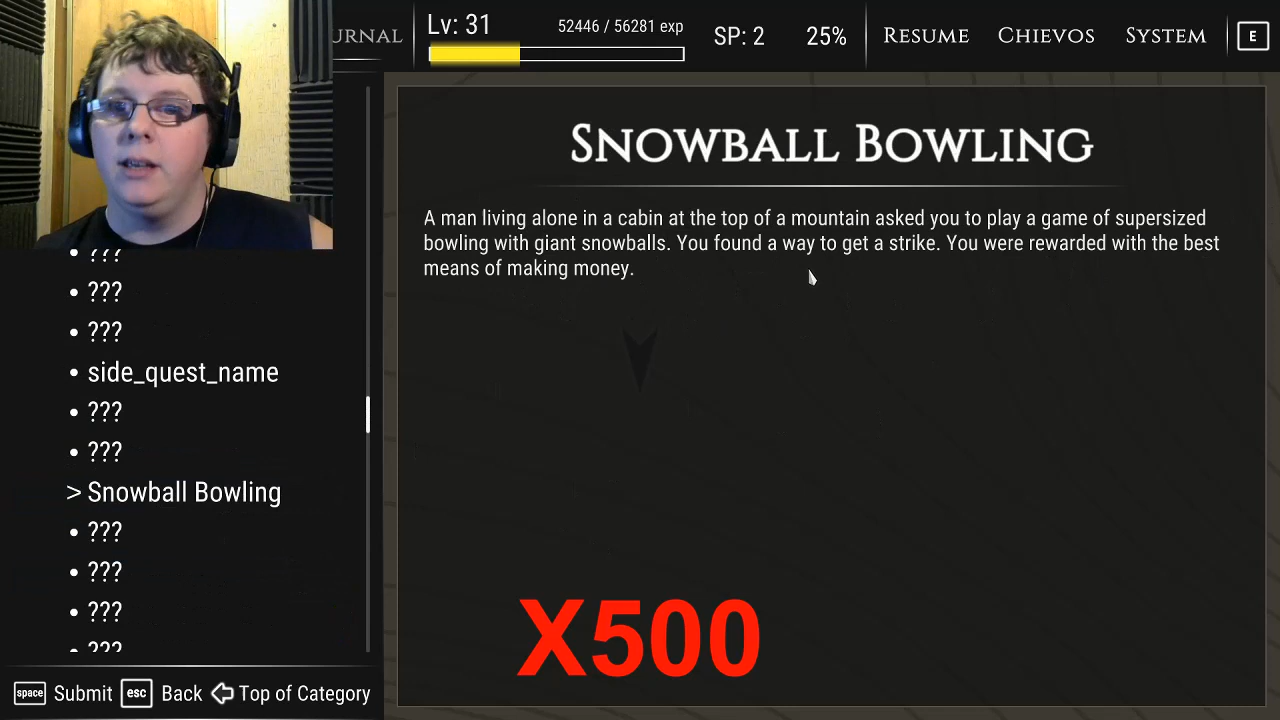 URNAL
Lv: 31
52446 / 56281 exp
SP: 2
25%
RESUME
CHIEVOS
SYSTEM
E
SNOWBALL BOWLING
A man living alone in a cabin at the top of a mountain asked you to play a game of supersized
bowling with giant snowballs. You found a way to get a strike. You were rewarded with the best
means of making money.
• ???
• ???
• ???
• side_quest_name
• ???
• ???
> Snowball Bowling
• ???
• ???
• ???
• ???
X500
space Submit esc Back Top of Category